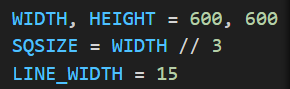 WIDTH, HEIGHT = 600, 600
SQSIZE = WIDTH // 3
LINE_WIDTH = 15